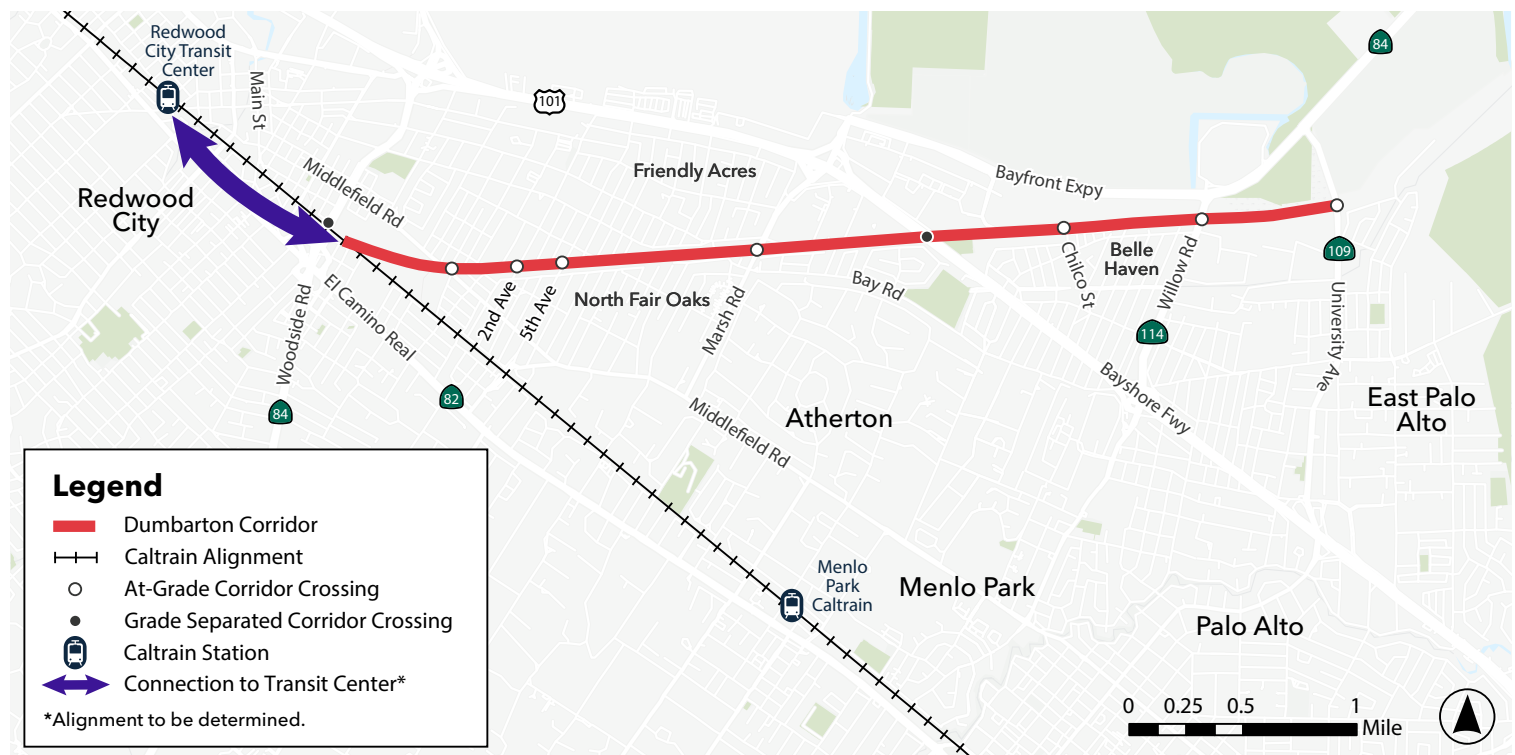 Redwood
City Transit
Center
Main St
101
84
Middlefield Rd
Friendly Acres
Bayfront Expy
Redwood
City
Belle
Haven
Chilco St
Willow Rd
109
El Camino Real
Woodside Rd
2nd Ave
5th Ave
North Fair Oaks
Marsh Rd
Bay Rd
University Ave
114
Bayshore Fwy
84
82
Middlefield Rd
Atherton
East Palo
Alto
Menlo
Park
Caltrain
Menlo Park
Palo Alto
Legend
Dumbarton Corridor
Caltrain Alignment
At-Grade Corridor Crossing
Grade Separated Corridor Crossing
Caltrain Station
Connection to Transit Center*
*Alignment to be determined.
0 0.25 0.5 1
Mile